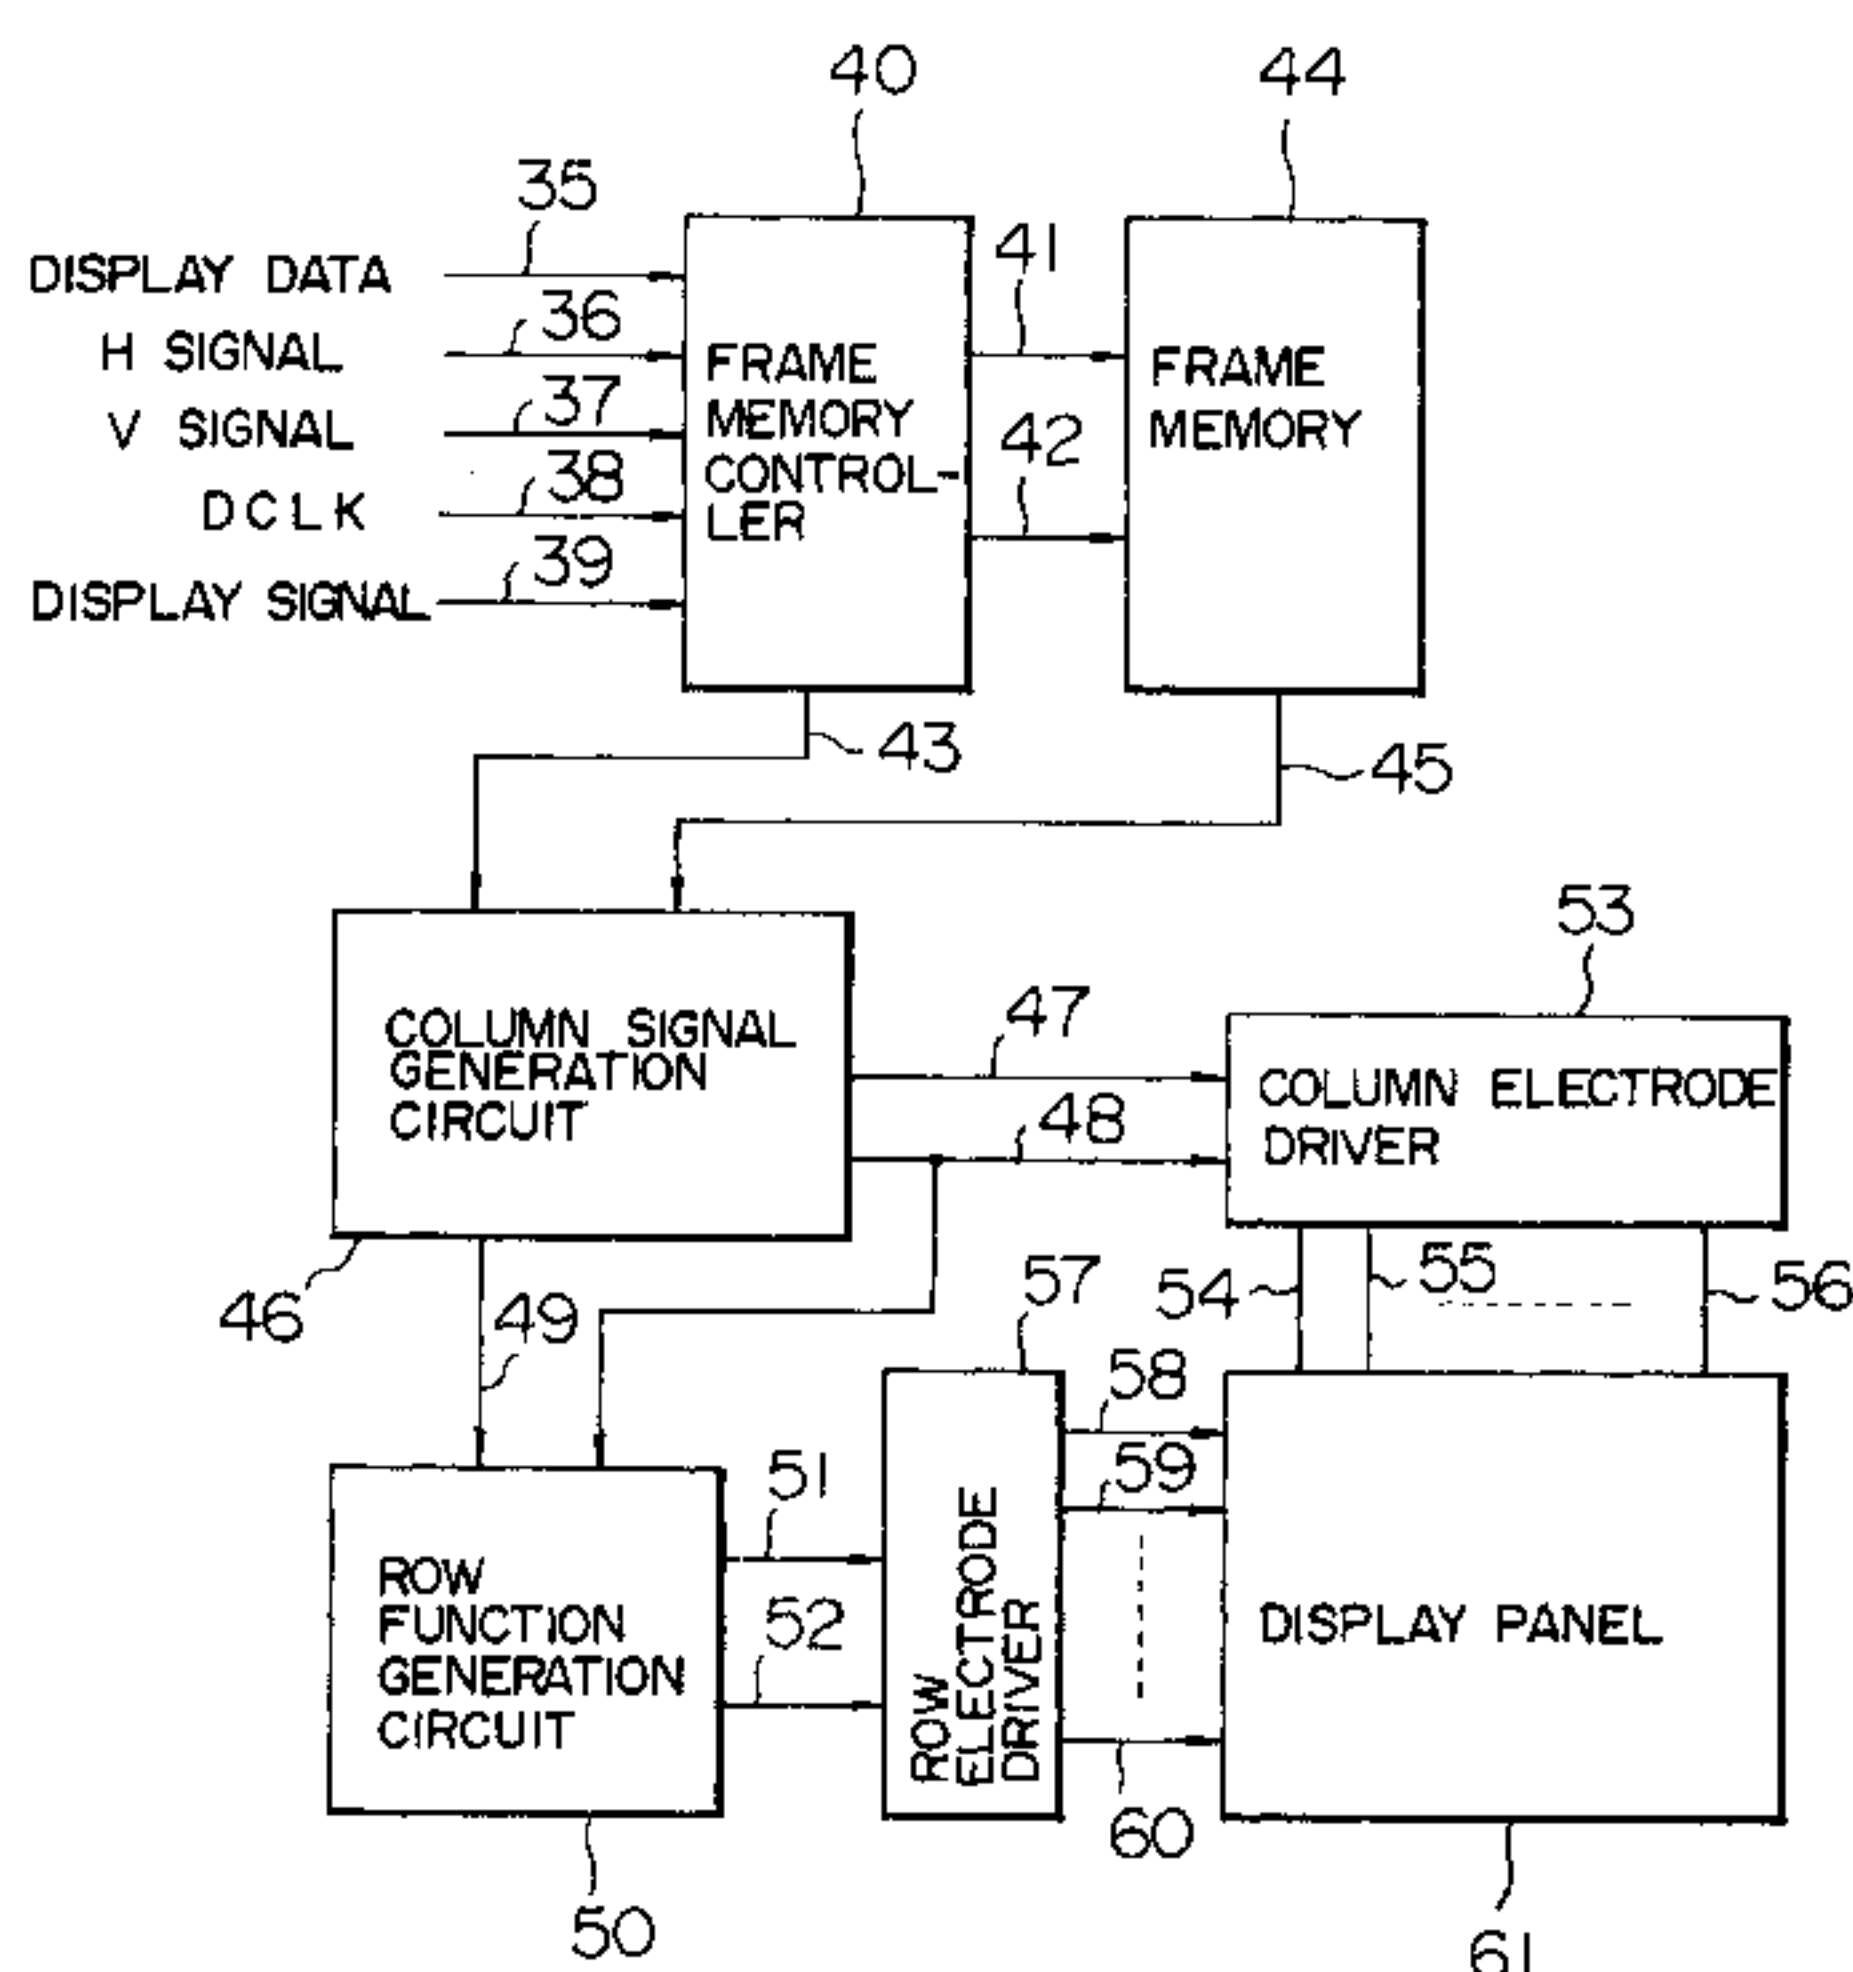 40
44
35
DISPLAY DATA
41
36
H SIGNAL
FRAME
MEMORY
CONTROL-
LER
FRAME
MEMORY
37
V SIGNAL
42
38
DCLK
39
DISPLAY SIGNAL
43
45
53
47
COLUMN SIGNAL
GENERATION
CIRCUIT
COLUMN ELECTRODE
DRIVER
48
46
49
57
54
55
56
58
59
51
ROW
FUNCTION
GENERATION
CIRCUIT
52
ROW
ELECTRODE
DRIVER
DISPLAY PANEL
60
50
61